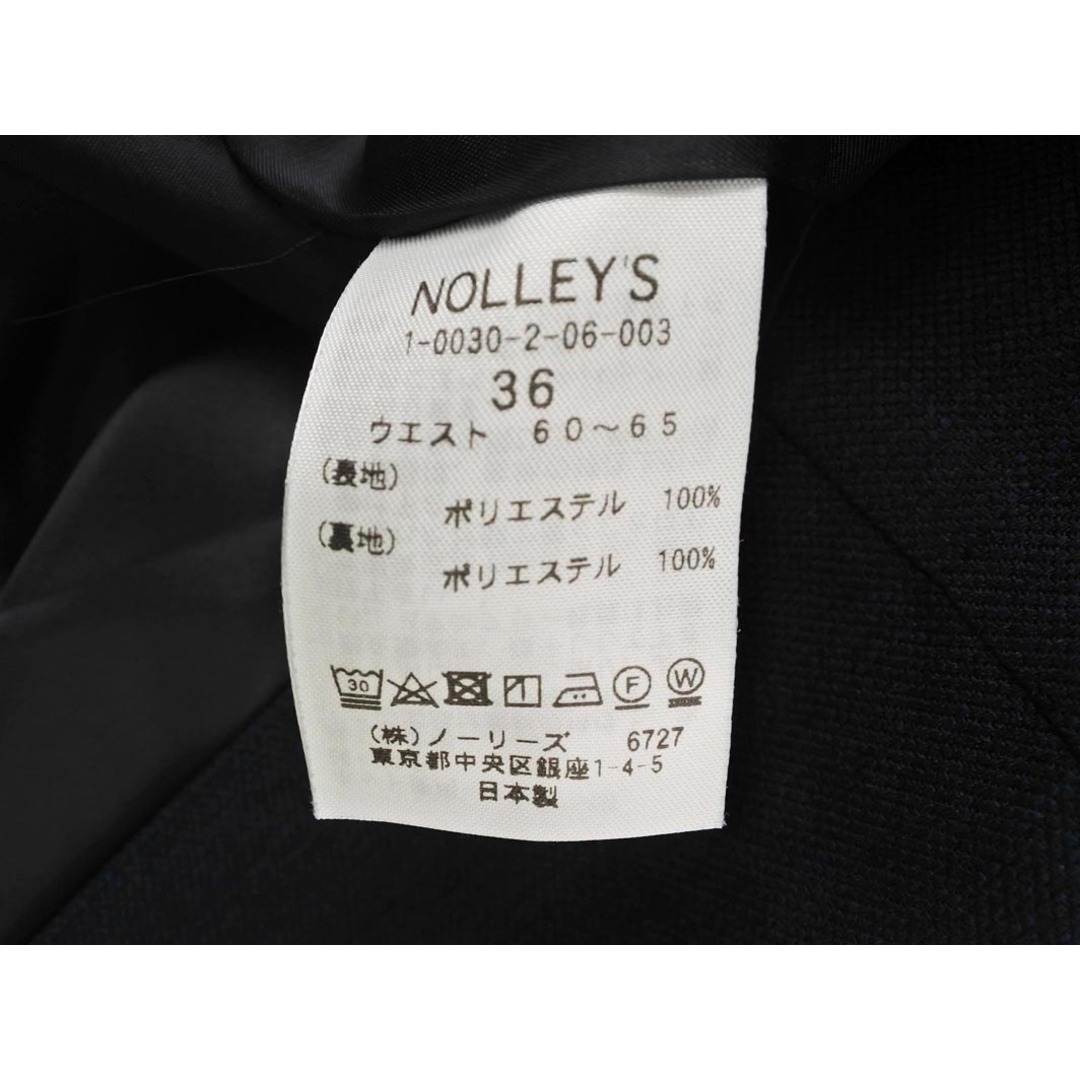 NOLLEY'S
1-0030-2-06-003
36
ウエスト 60～65
(表地)
ポリエステル 100%
(裏地)
ポリエステル 100%
30 F W
(株)ノーリーズ 6727
東京都中央区銀座1-4-5
日本製